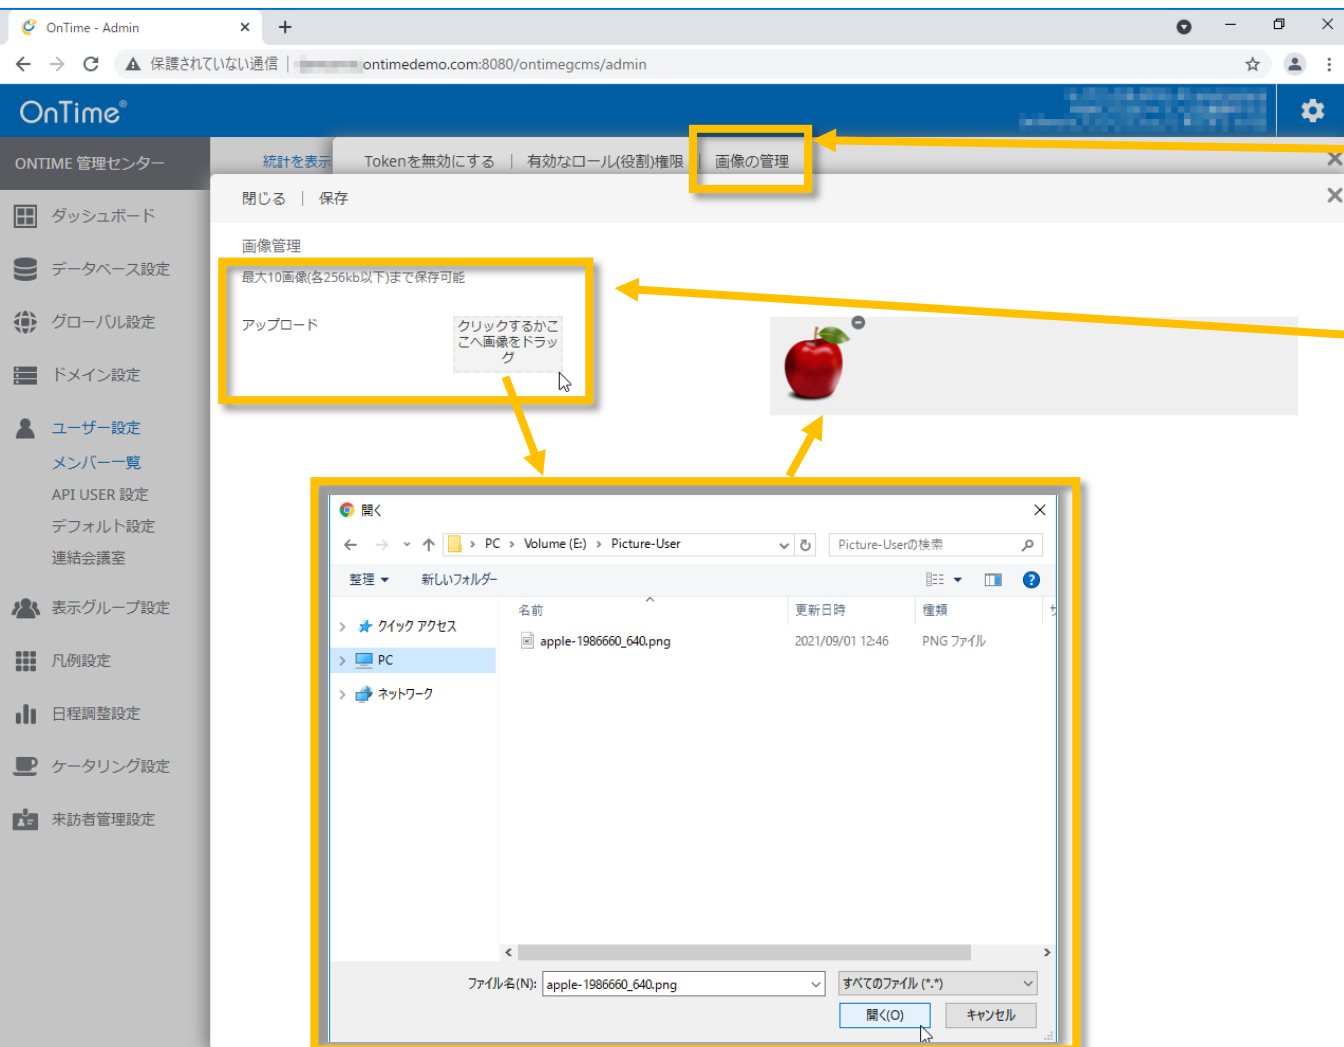 OnTime - Admin
保護されていない通信 | ontimedemo.com:8080/ontimegcms/admin
OnTime®
ONTIME 管理センター
統計を表示
Tokenを無効にする | 有効なロール(役割)権限 | 画像の管理
閉じる | 保存
ダッシュボード
データベース設定
グローバル設定
ドメイン設定
ユーザー設定
メンバー一覧
API USER 設定
デフォルト設定
連結会議室
表示グループ設定
凡例設定
日程調整設定
ケータリング設定
来訪者管理設定
画像管理
最大10画像(各256kb以下)まで保存可能
アップロード
クリックするかこ
こへ画像をドラッ
グ
開く
PC > Volume (E:) > Picture-User
Picture-Userの検索
整理 新しいフォルダー
名前 更新日時 種類 サ
クイック アクセス
PC
ネットワーク
apple-1986660_640.png 2021/09/01 12:46 PNG ファイル
ファイル名(N): apple-1986660_640.png すべてのファイル (*.*)
開く(O) キャンセル